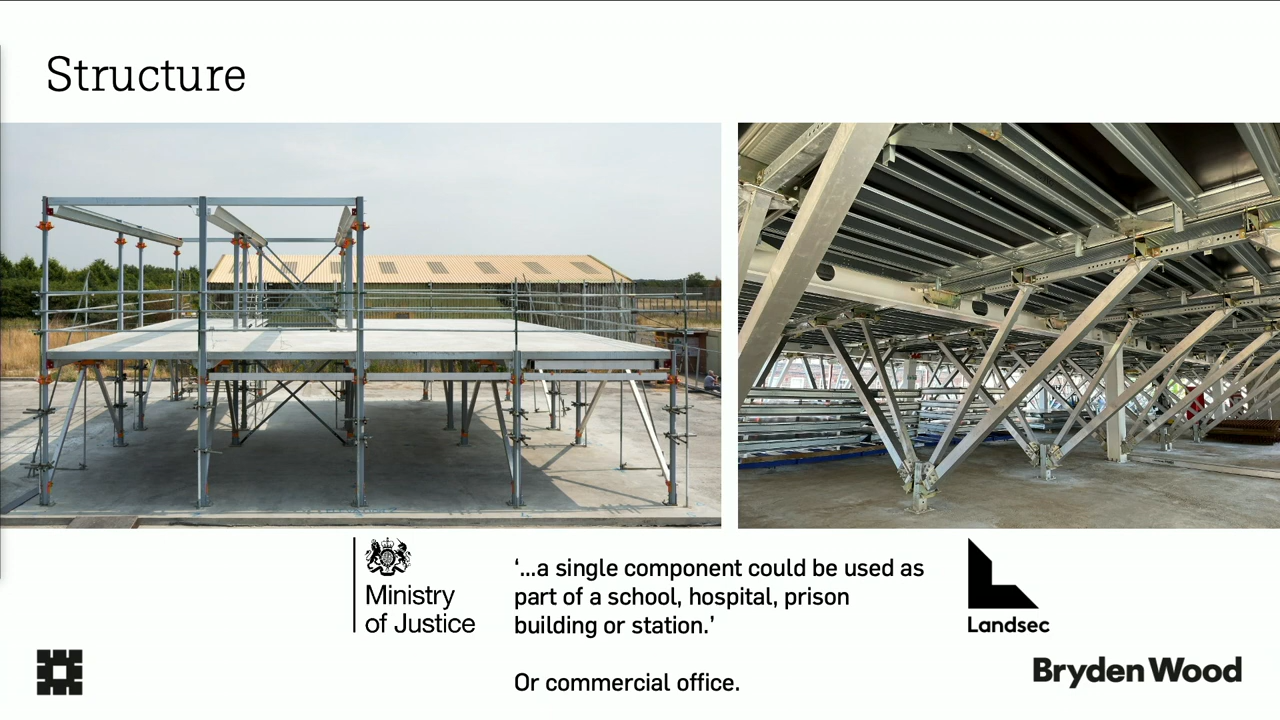 Structure
Ministry
of Justice
‘...a single component could be used as
part of a school, hospital, prison
building or station.’
Or commercial office.
Landsec
Bryden Wood